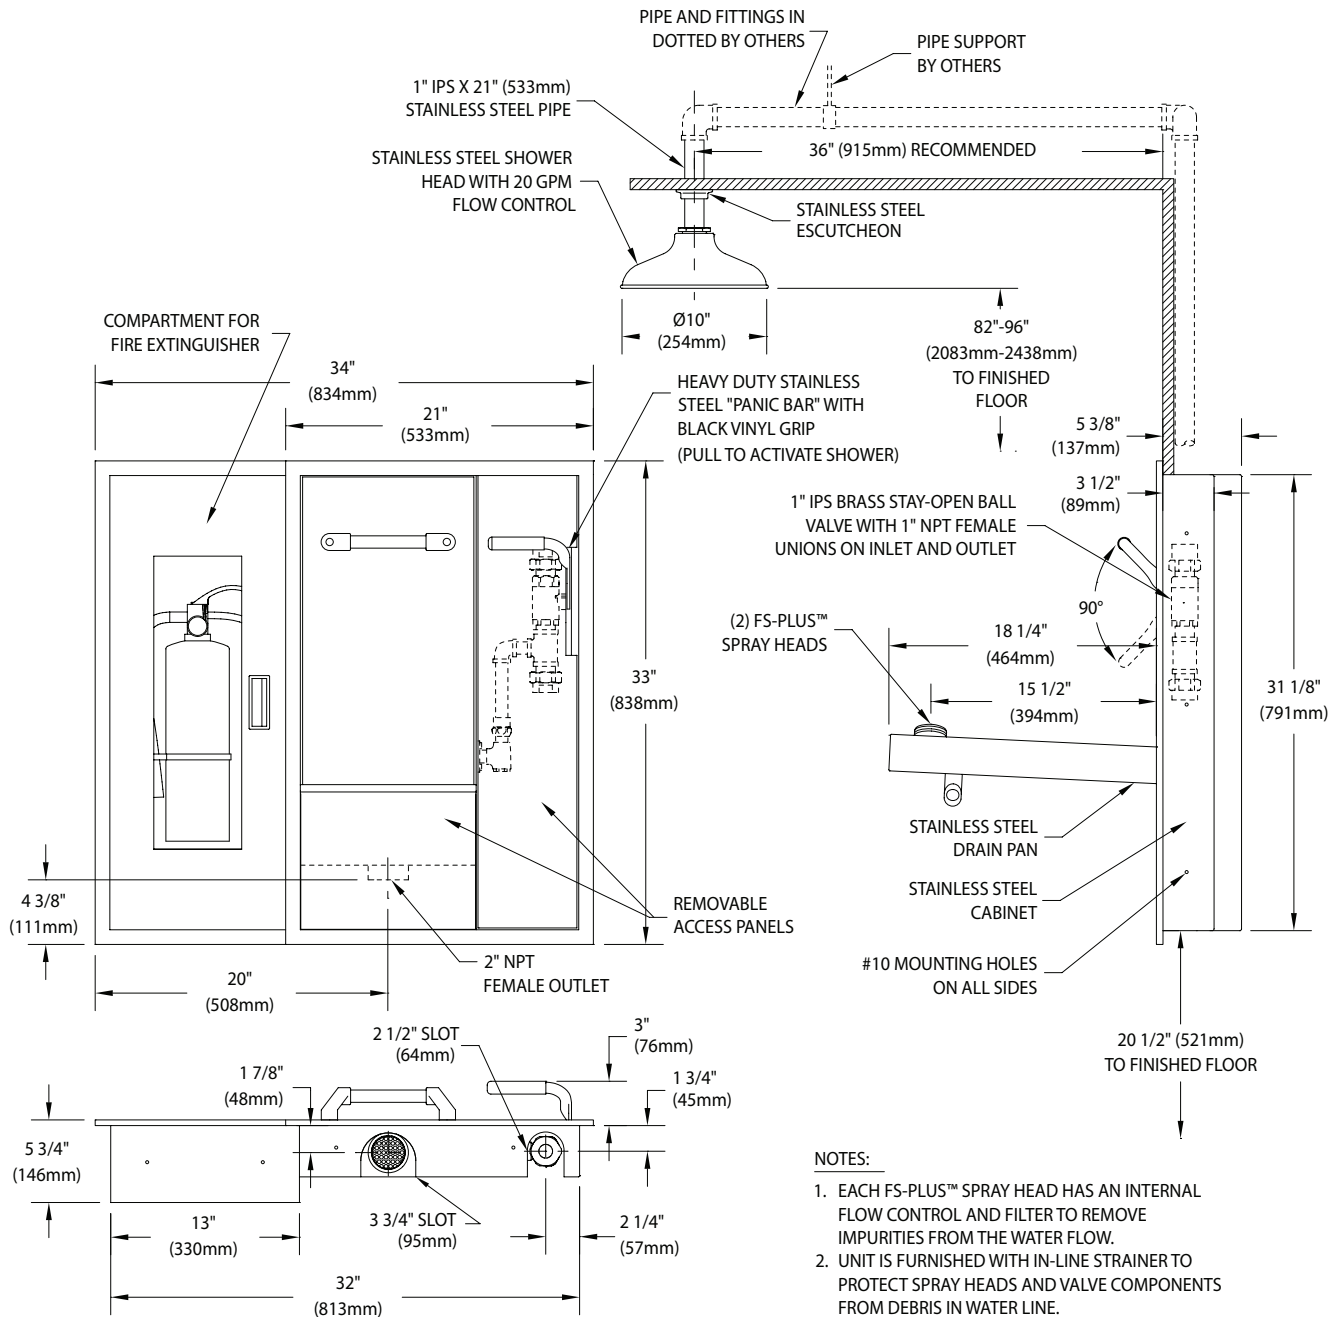 PIPE AND FITTINGS IN
DOTTED BY OTHERS
PIPE SUPPORT
BY OTHERS
1" IPS X 21" (533mm)
STAINLESS STEEL PIPE
36" (915mm) RECOMMENDED
STAINLESS STEEL SHOWER
HEAD WITH 20 GPM
FLOW CONTROL
STAINLESS STEEL
ESCUTCHEON
Ø10"
(254mm)
82"-96"
(2083mm-2438mm)
TO FINISHED
FLOOR
COMPARTMENT FOR
FIRE EXTINGUISHER
34"
(834mm)
21"
(533mm)
HEAVY DUTY STAINLESS
STEEL "PANIC BAR" WITH
BLACK VINYL GRIP
(PULL TO ACTIVATE SHOWER)
5 3/8"
(137mm)
3 1/2"
(89mm)
1" IPS BRASS STAY-OPEN BALL
VALVE WITH 1" NPT FEMALE
UNIONS ON INLET AND OUTLET
90°
(2) FS-PLUS™
SPRAY HEADS
18 1/4"
(464mm)
15 1/2"
(394mm)
33"
(838mm)
31 1/8"
(791mm)
STAINLESS STEEL
DRAIN PAN
STAINLESS STEEL
CABINET
#10 MOUNTING HOLES
ON ALL SIDES
4 3/8"
(111mm)
REMOVABLE
ACCESS PANELS
2" NPT
FEMALE OUTLET
20"
(508mm)
20 1/2" (521mm)
TO FINISHED FLOOR
2 1/2" SLOT
(64mm)
3"
(76mm)
1 7/8"
(48mm)
1 3/4"
(45mm)
5 3/4"
(146mm)
13"
(330mm)
3 3/4" SLOT
(95mm)
2 1/4"
(57mm)
32"
(813mm)
NOTES:
1. EACH FS-PLUS™ SPRAY HEAD HAS AN INTERNAL
FLOW CONTROL AND FILTER TO REMOVE
IMPURITIES FROM THE WATER FLOW.
2. UNIT IS FURNISHED WITH IN-LINE STRAINER TO
PROTECT SPRAY HEADS AND VALVE COMPONENTS
FROM DEBRIS IN WATER LINE.